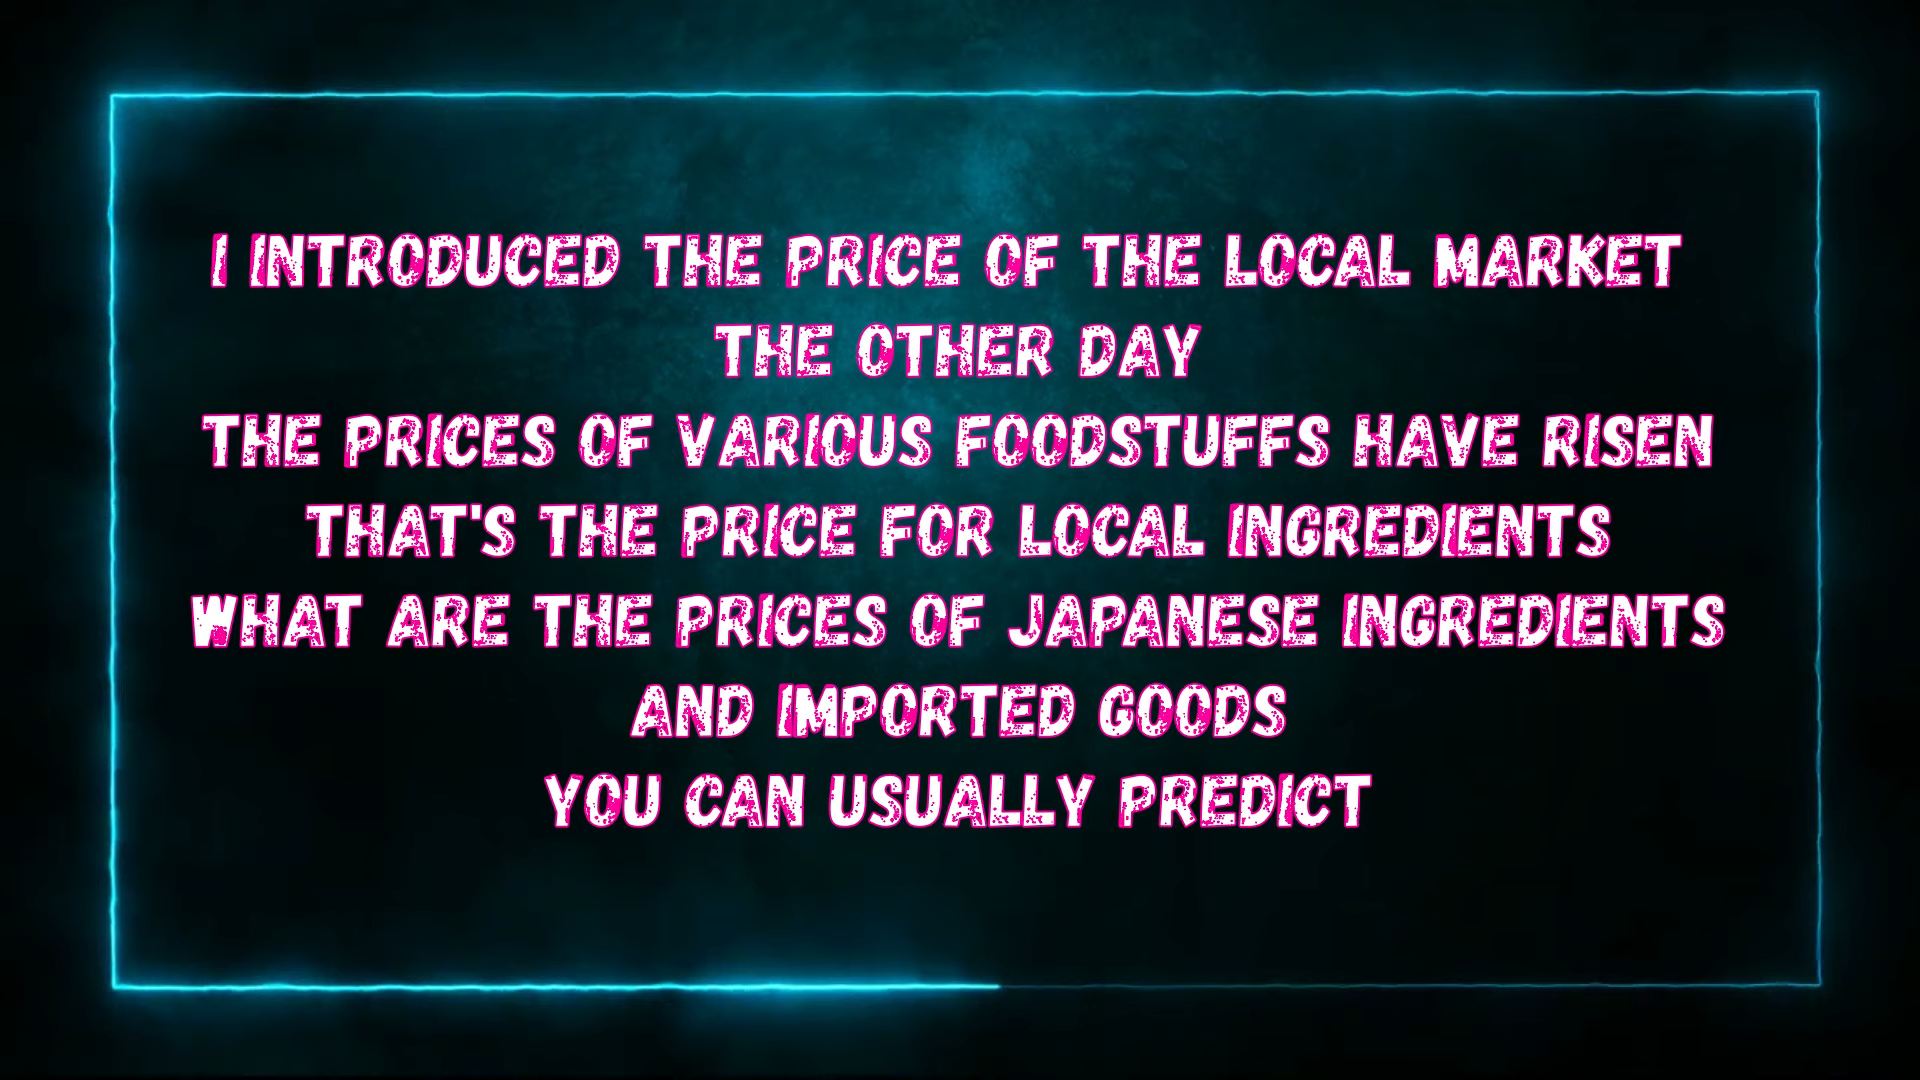 I INTRODUCED THE PRICE OF THE LOCAL MARKET
THE OTHER DAY
THE PRICES OF VARIOUS FOODSTUFFS HAVE RISEN
THAT'S THE PRICE FOR LOCAL INGREDIENTS
WHAT ARE THE PRICES OF JAPANESE INGREDIENTS
AND IMPORTED GOODS
YOU CAN USUALLY PREDICT